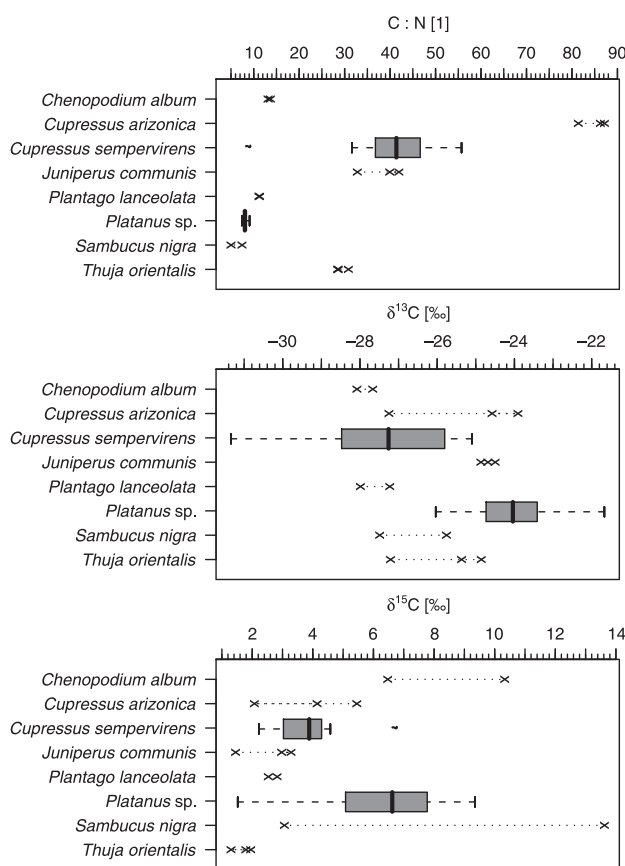 C : N [1]
10 20 30 40 50 60 70 80 90
Chenopodium album
Cupressus arizonica
Cupressus sempervirens
Juniperus communis
Plantago lanceolata
Platanus sp.
Sambucus nigra
Thuja orientalis
δ¹³C [‰]
−30 −28 −26 −24 −22
Chenopodium album
Cupressus arizonica
Cupressus sempervirens
Juniperus communis
Plantago lanceolata
Platanus sp.
Sambucus nigra
Thuja orientalis
δ¹⁵C [‰]
2 4 6 8 10 12 14
Chenopodium album
Cupressus arizonica
Cupressus sempervirens
Juniperus communis
Plantago lanceolata
Platanus sp.
Sambucus nigra
Thuja orientalis